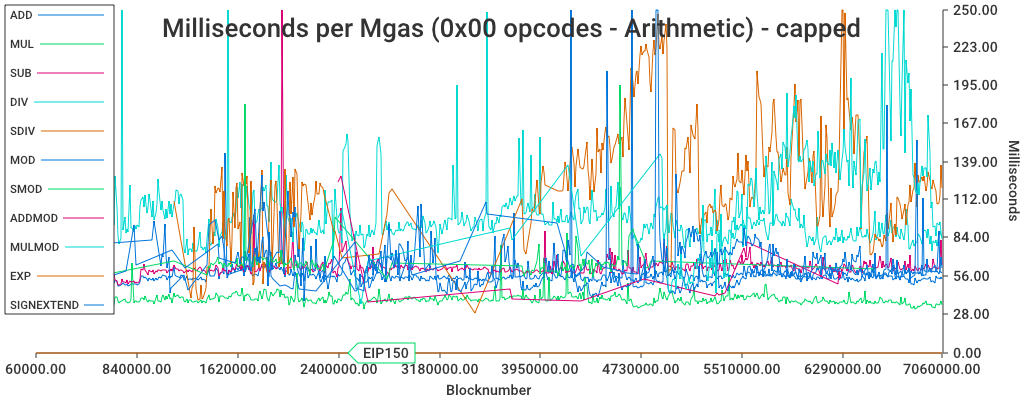 Milliseconds per Mgas (0x00 opcodes - Arithmetic) - capped
ADD
MUL
SUB
DIV
SDIV
MOD
SMOD
ADDMOD
MULMOD
EXP
SIGNEXTEND
250.00
223.00
195.00
167.00
139.00
112.00
84.00
56.00
28.00
0.00
Milliseconds
EIP150
60000.00 840000.00 1620000.00 2400000.00 3180000.00 3950000.00 4730000.00 5510000.00 6290000.00 7060000.00
Blocknumber